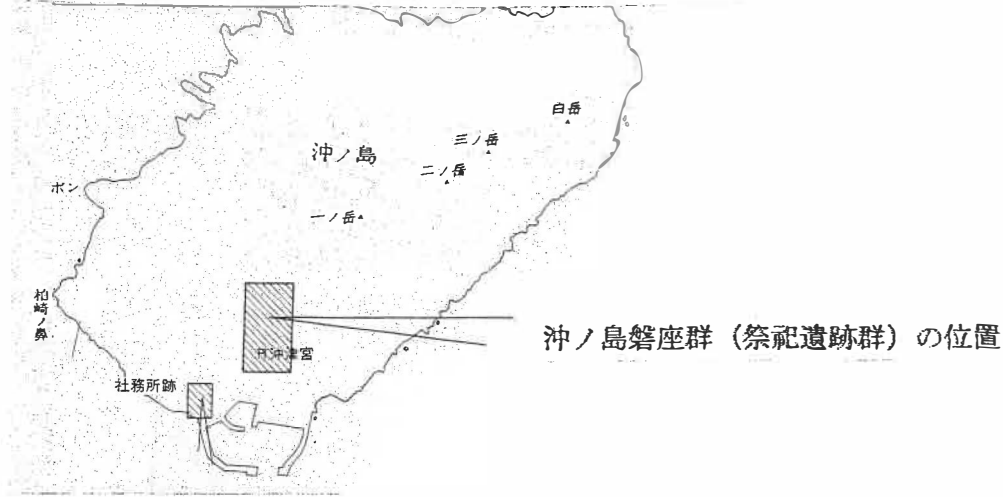 白岳
三ノ岳
沖ノ島
二ノ岳
ボン
一ノ岳
柏崎ノ鼻
沖ノ島磐座群（祭祀遺跡群）の位置
沖津宮
社務所跡